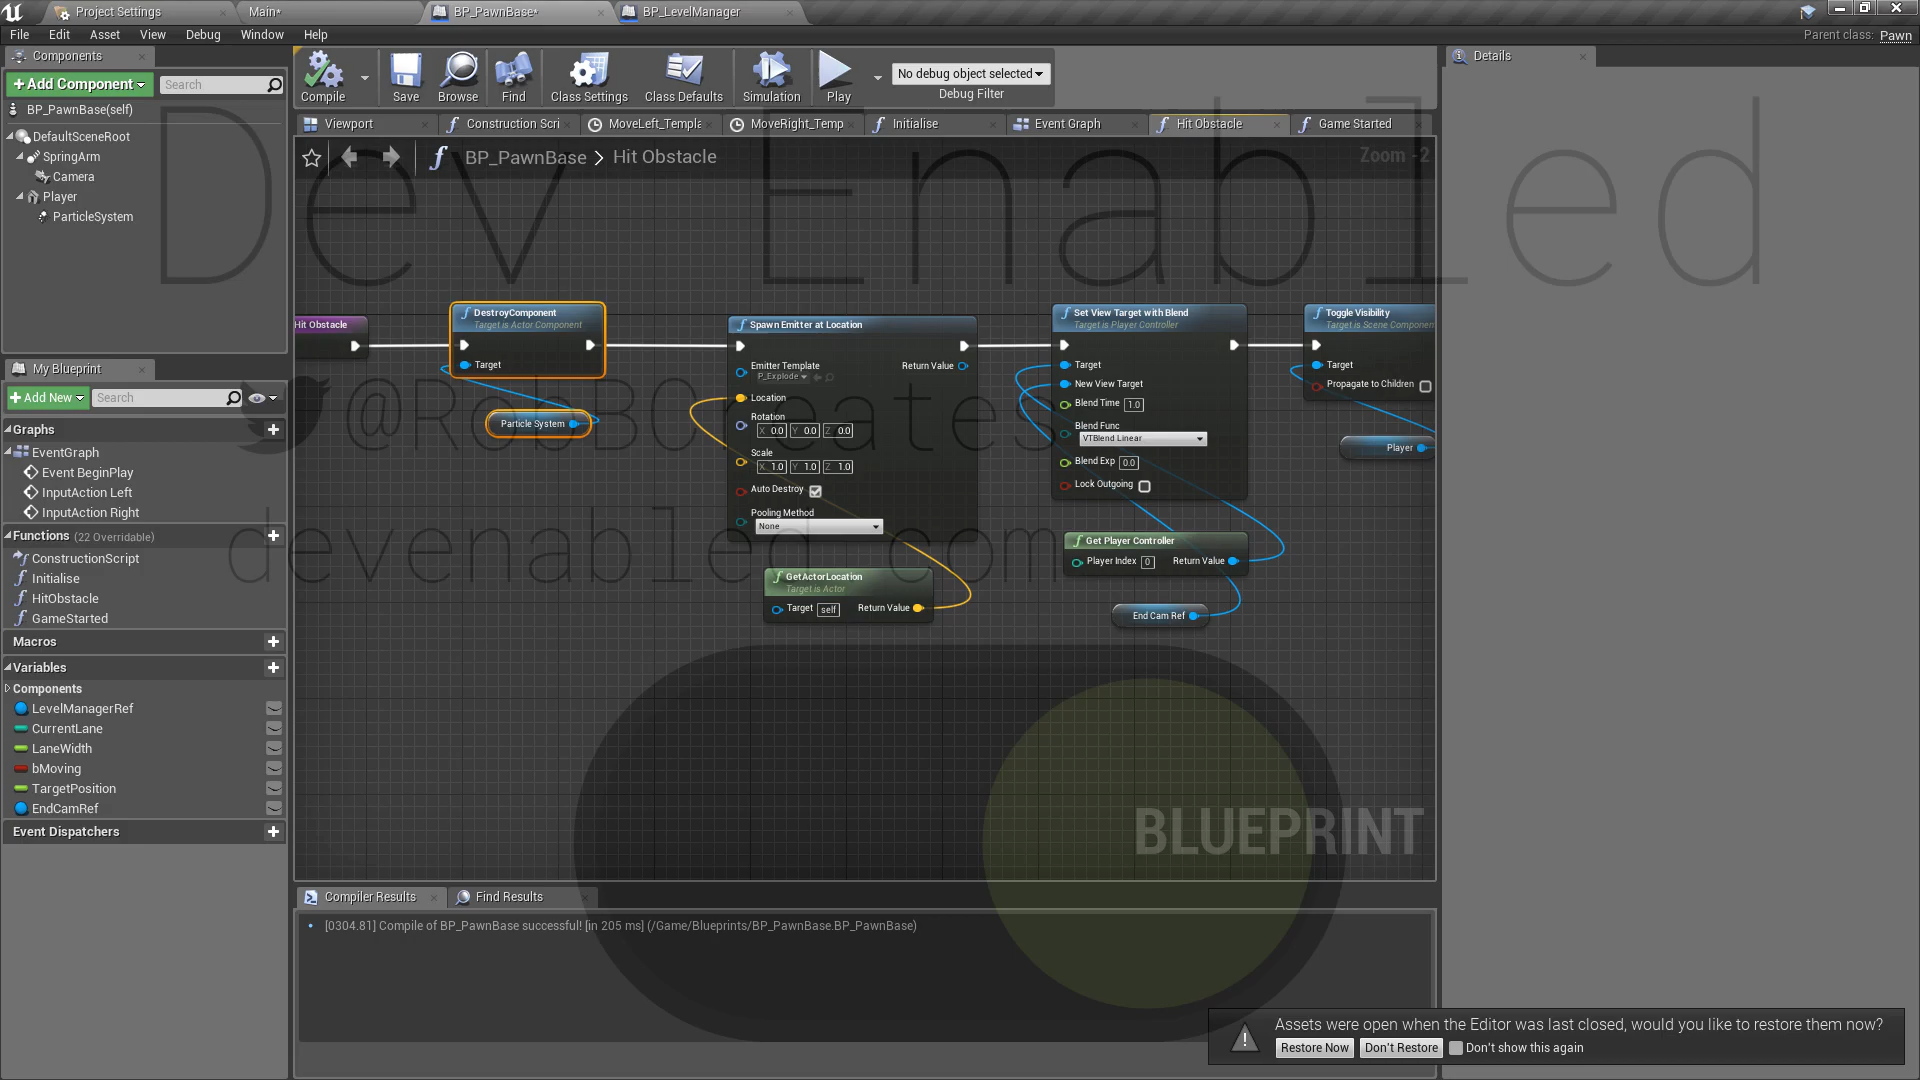 Project Settings
Main*
BP_PawnBase*
BP_LevelManager
File
Edit
Asset
View
Debug
Window
Help
Parent class: Pawn
Components
+Add Component
Search
BP_PawnBase(self)
DefaultSceneRoot
SpringArm
Camera
Player
ParticleSystem
Compile
Save
Browse
Find
Class Settings
Class Defaults
Simulation
Play
No debug object selected
Debug Filter
Viewport
Construction Scri
MoveLeft_Templa
MoveRight_Temp
Initialise
Event Graph
Hit Obstacle
Game Started
BP_PawnBase > Hit Obstacle
Zoom -2
Details
Dev Enabled
@RobBCreates
devenabled.com
Hit Obstacle
DestroyComponent
Target is Actor Component
Target
Particle System
Spawn Emitter at Location
Emitter Template
P_Explode
Return Value
Location
Rotation
X 0.0 Y 0.0 Z 0.0
Scale
X 1.0 Y 1.0 Z 1.0
Auto Destroy
Pooling Method
None
GetActorLocation
Target is Actor
Target self
Return Value
Set View Target with Blend
Target is Player Controller
Target
New View Target
Blend Time 1.0
Blend Func
VTBlend Linear
Blend Exp 0.0
Lock Outgoing
Get Player Controller
Player Index 0
Return Value
End Cam Ref
Toggle Visibility
Target is Scene Componen
Target
Propagate to Children
Player
BLUEPRINT
My Blueprint
+Add New
Search
Graphs
EventGraph
Event BeginPlay
InputAction Left
InputAction Right
Functions (22 Overridable)
ConstructionScript
Initialise
HitObstacle
GameStarted
Macros
Variables
Components
LevelManagerRef
CurrentLane
LaneWidth
bMoving
TargetPosition
EndCamRef
Event Dispatchers
Compiler Results
Find Results
[0304.81] Compile of BP_PawnBase successful! [in 205 ms] (/Game/Blueprints/BP_PawnBase.BP_PawnBase)
Assets were open when the Editor was last closed, would you like to restore them now?
Restore Now
Don't Restore
Don't show this again